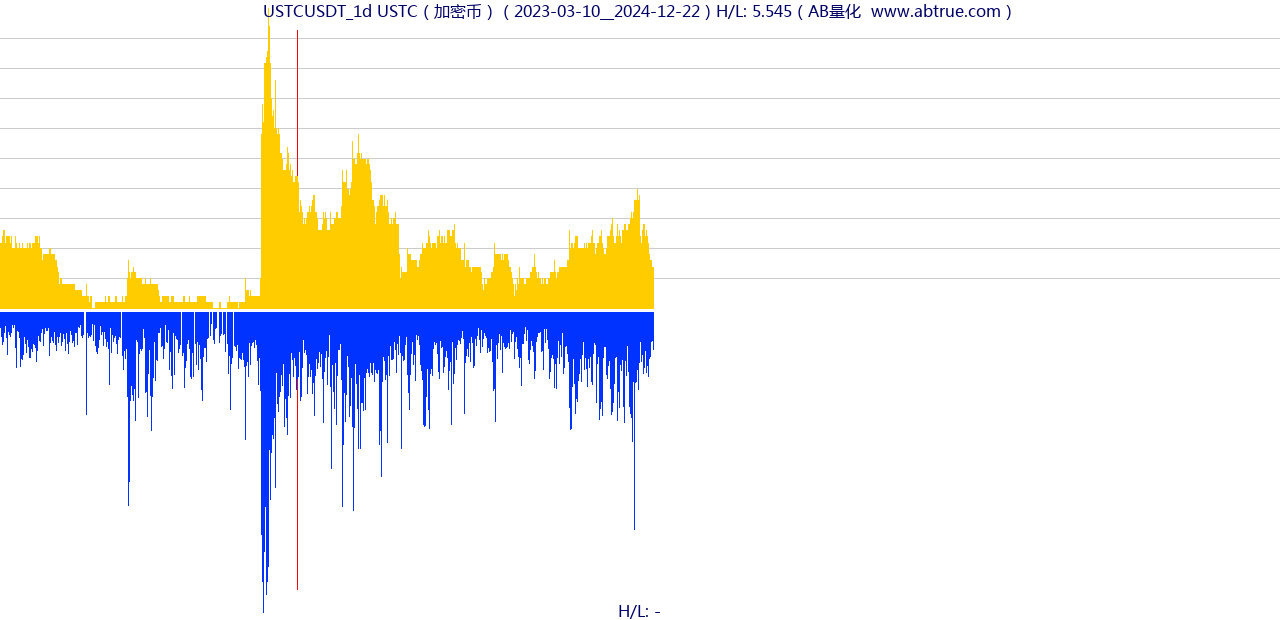 USTCUSDT_1d USTC（加密币）（2023-03-10__2024-12-22）H/L: 5.545（AB量化  www.abtrue.com）
H/L: -